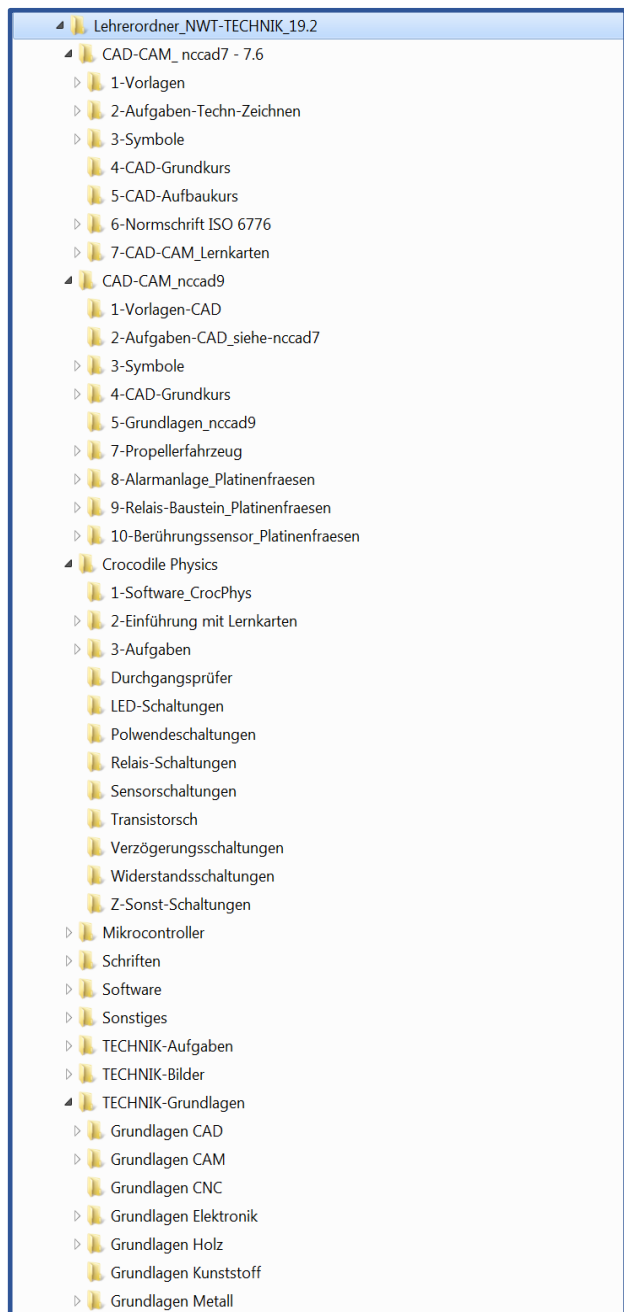 Lehrerordner_NWT-TECHNIK_19.2
CAD-CAM_ nccad7 - 7.6
1-Vorlagen
2-Aufgaben-Techn-Zeichnen
3-Symbole
4-CAD-Grundkurs
5-CAD-Aufbaukurs
6-Normschrift ISO 6776
7-CAD-CAM_Lernkarten
CAD-CAM_nccad9
1-Vorlagen-CAD
2-Aufgaben-CAD_siehe-nccad7
3-Symbole
4-CAD-Grundkurs
5-Grundlagen_nccad9
7-Propellerfahrzeug
8-Alarmanlage_Platinenfraesen
9-Relais-Baustein_Platinenfraesen
10-Berührungssensor_Platinenfraesen
Crocodile Physics
1-Software_CrocPhys
2-Einführung mit Lernkarten
3-Aufgaben
Durchgangsprüfer
LED-Schaltungen
Polwendeschaltungen
Relais-Schaltungen
Sensorschaltungen
Transistorsch
Verzögerungsschaltungen
Widerstandsschaltungen
Z-Sonst-Schaltungen
Mikrocontroller
Schriften
Software
Sonstiges
TECHNIK-Aufgaben
TECHNIK-Bilder
TECHNIK-Grundlagen
Grundlagen CAD
Grundlagen CAM
Grundlagen CNC
Grundlagen Elektronik
Grundlagen Holz
Grundlagen Kunststoff
Grundlagen Metall